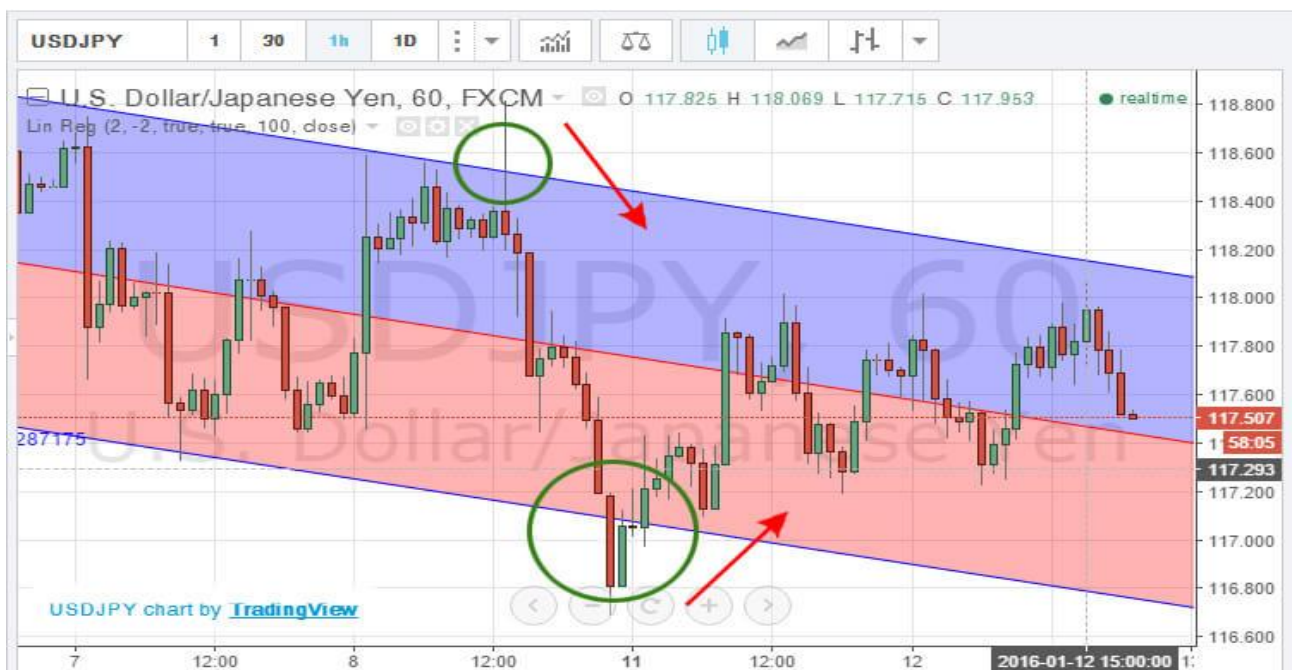 USDJPY 1 30 1h 1D
U.S. Dollar/Japanese Yen, 60, FXCM O 117.825 H 118.069 L 117.715 C 117.953 realtime
Lin Reg (2, -2, true, true, 100, close)
118.800
118.600
118.400
118.200
118.000
117.800
117.600
117.507
58:05
117.293
117.200
117.000
116.800
116.600
USDJPY, 60
U.S. Dollar/Japanese Yen
287175
USDJPY chart by TradingView
7 12:00 8 12:00 11 12:00 12 2016-01-12 15:00:00